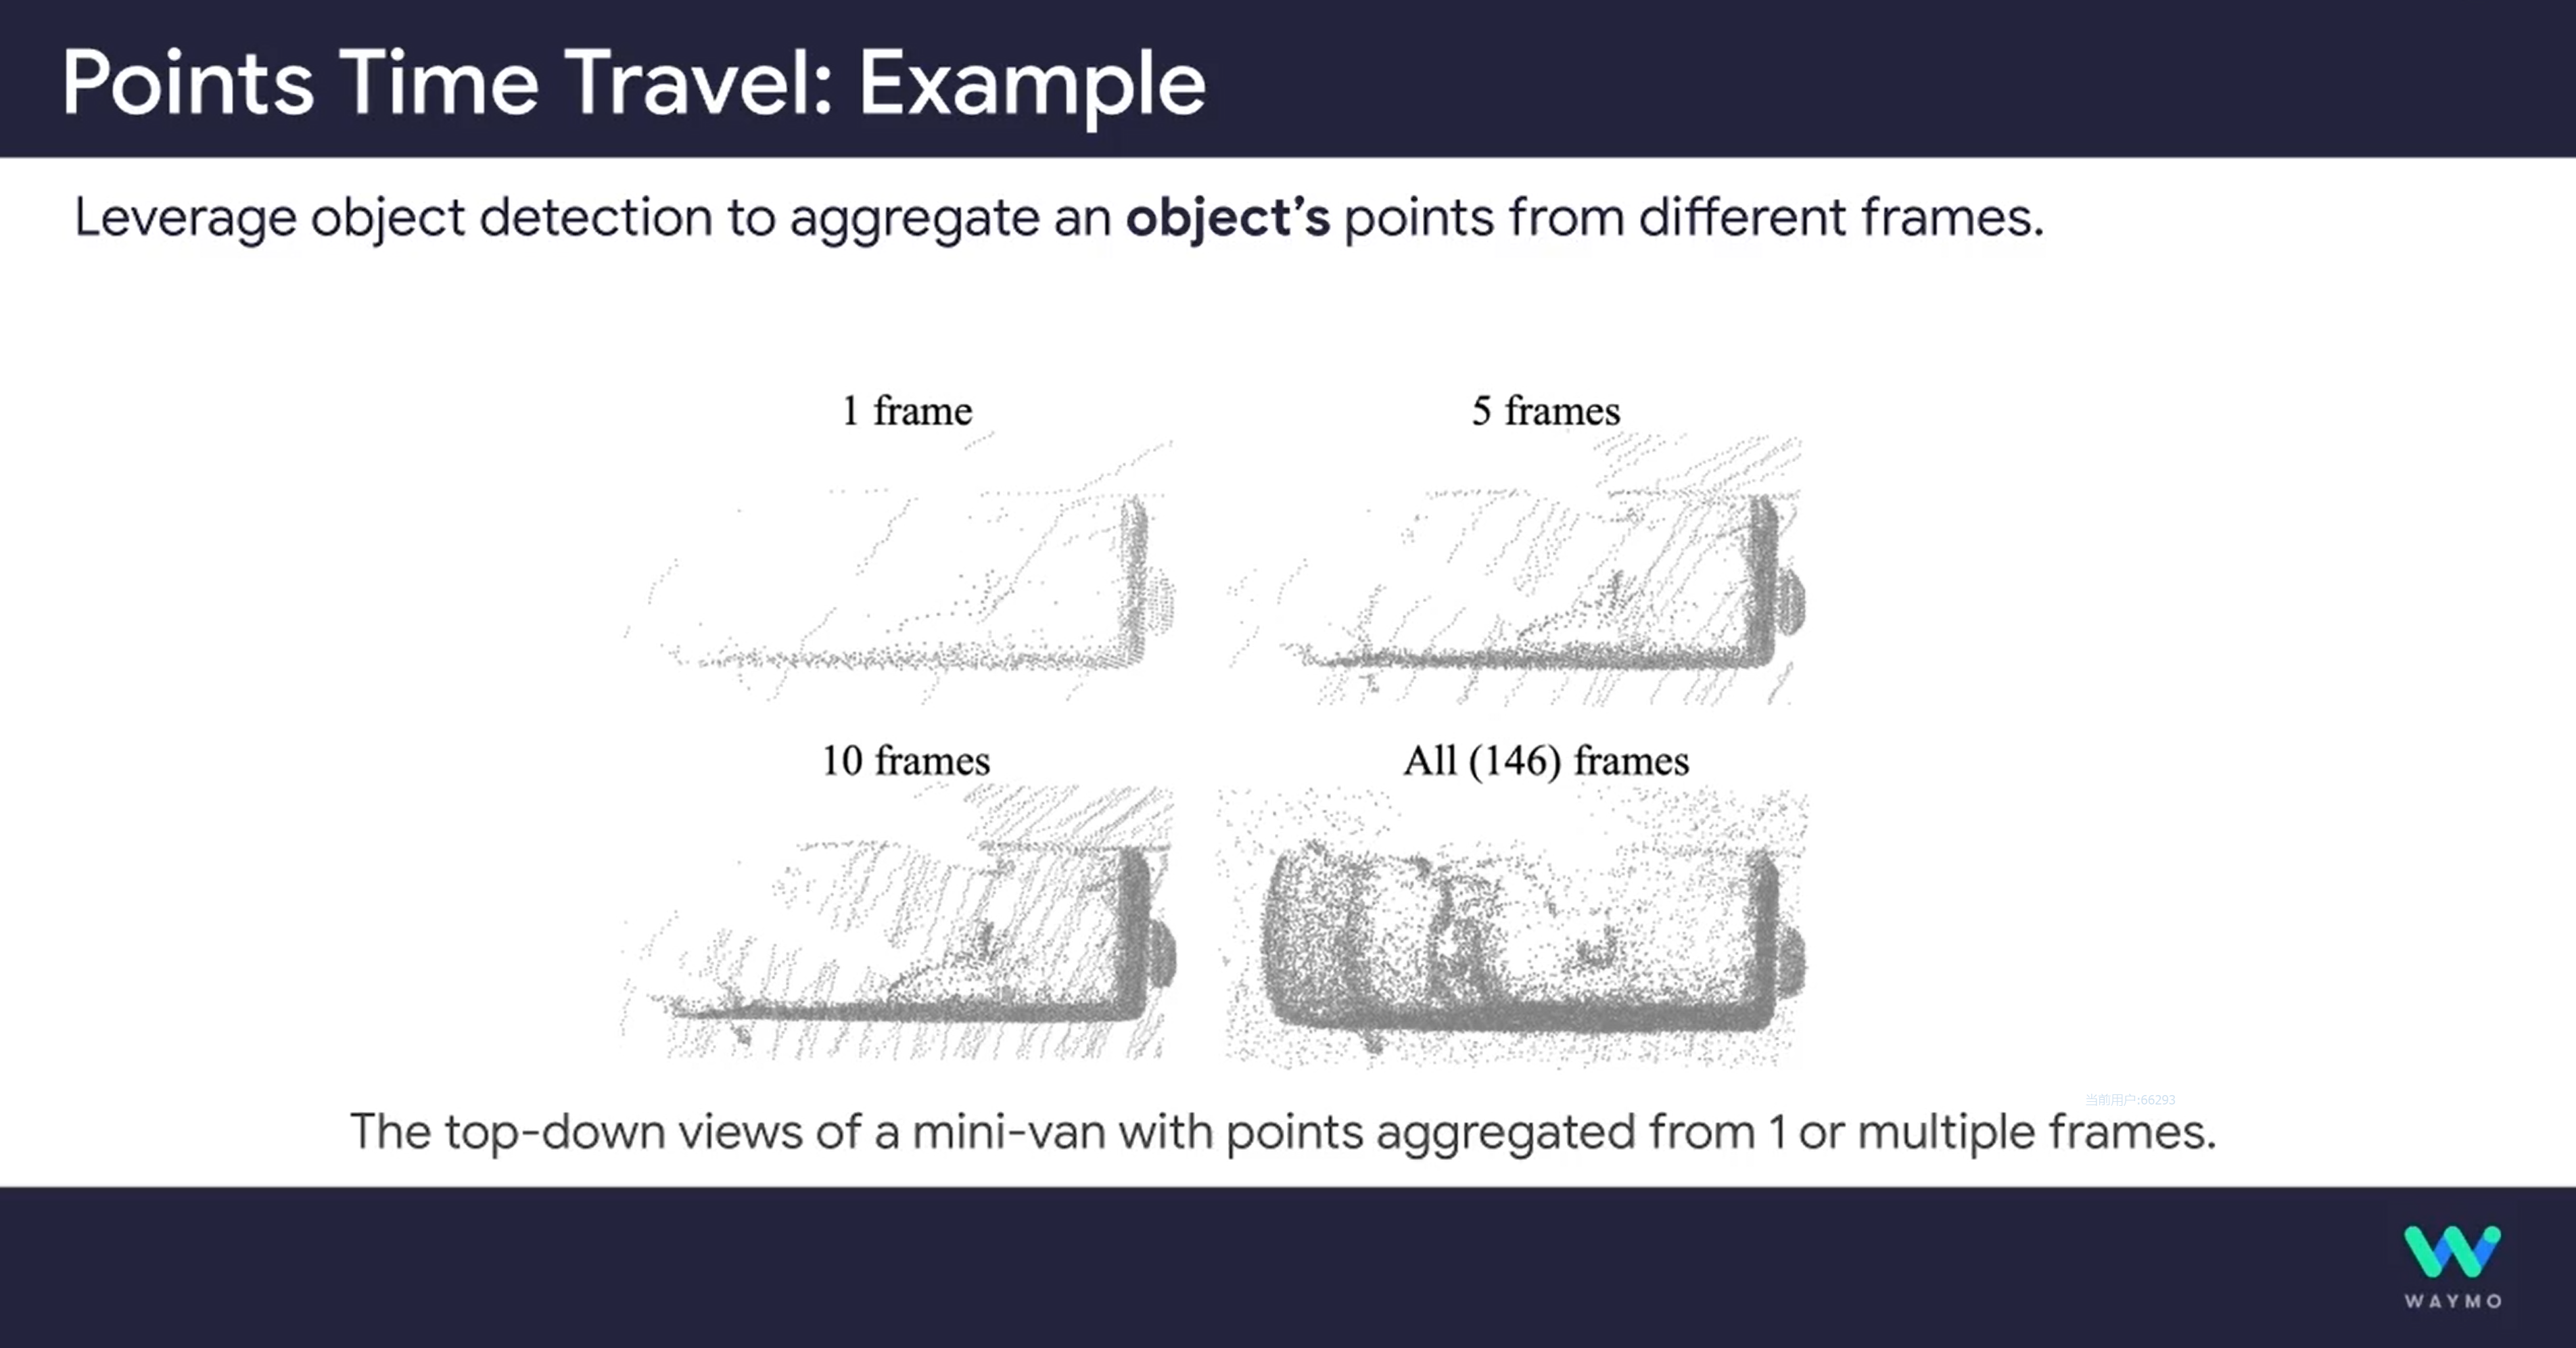 Points Time Travel: Example
Leverage object detection to aggregate an object's points from different frames.
1 frame
5 frames
10 frames
All (146) frames
当前用户:66293
The top-down views of a mini-van with points aggregated from 1 or multiple frames.
WAYMO